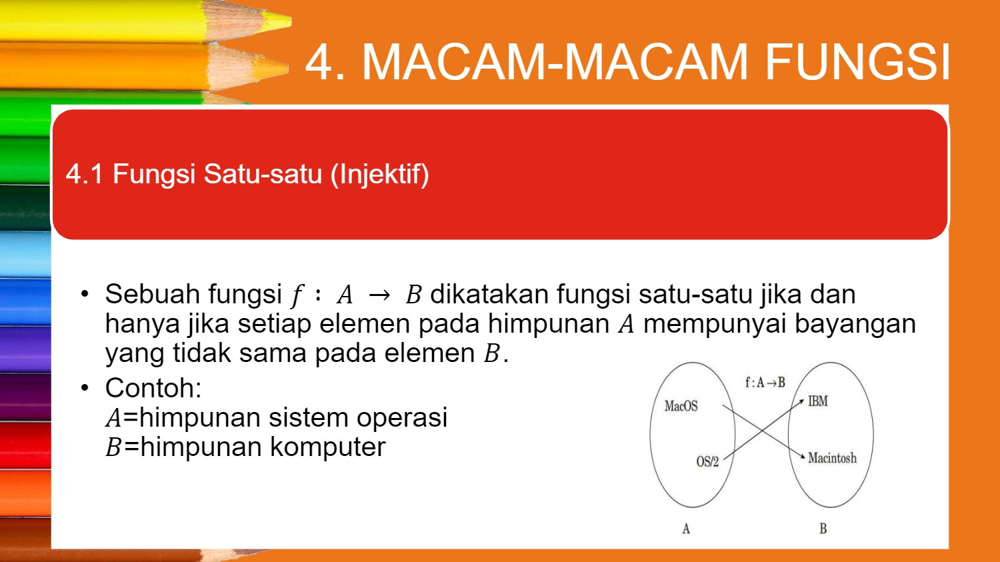 4. MACAM-MACAM FUNGSI
4.1 Fungsi Satu-satu (Injektif)
• Sebuah fungsi 𝑓 : 𝐴 → 𝐵 dikatakan fungsi satu-satu jika dan
hanya jika setiap elemen pada himpunan 𝐴 mempunyai bayangan
yang tidak sama pada elemen 𝐵.
• Contoh:
𝐴=himpunan sistem operasi
𝐵=himpunan komputer
f : A → B
MacOS
IBM
OS/2
Macintosh
A
B